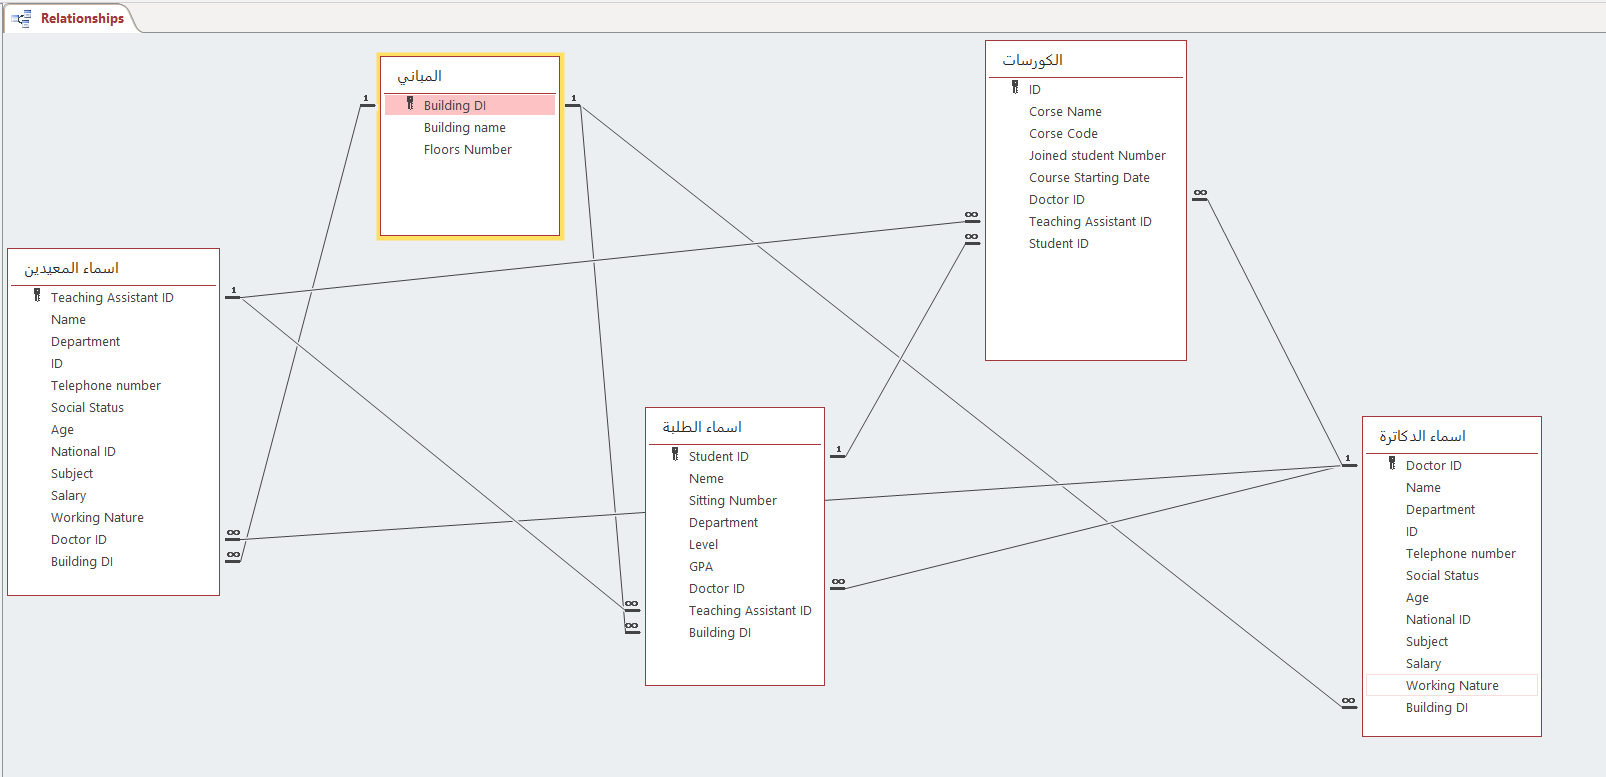 Relationships
المباني
Building DI
Building name
Floors Number
1
1
الكورسات
ID
Corse Name
Corse Code
Joined student Number
Course Starting Date
Doctor ID
Teaching Assistant ID
Student ID
∞
∞
∞
اسماء المعيدين
Teaching Assistant ID
Name
Department
ID
Telephone number
Social Status
Age
National ID
Subject
Salary
Working Nature
Doctor ID
Building DI
1
∞
∞
اسماء الطلبة
Student ID
Neme
Sitting Number
Department
Level
GPA
Doctor ID
Teaching Assistant ID
Building DI
1
∞
∞
∞
اسماء الدكاترة
Doctor ID
Name
Department
ID
Telephone number
Social Status
Age
National ID
Subject
Salary
Working Nature
Building DI
1
∞